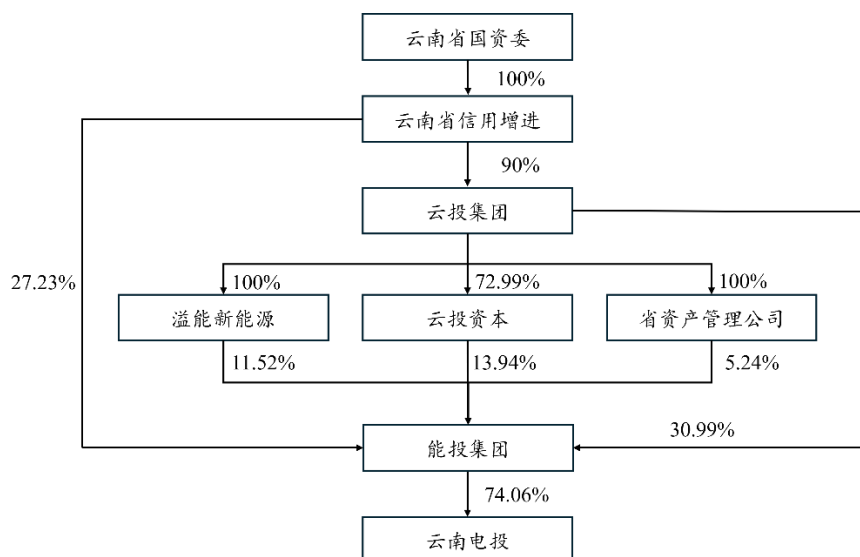 云南省国资委
100%
云南省信用增进
90%
云投集团
27.23%
100%
72.99%
100%
溢能新能源
云投资本
省资产管理公司
11.52%
13.94%
5.24%
30.99%
能投集团
74.06%
云南电投